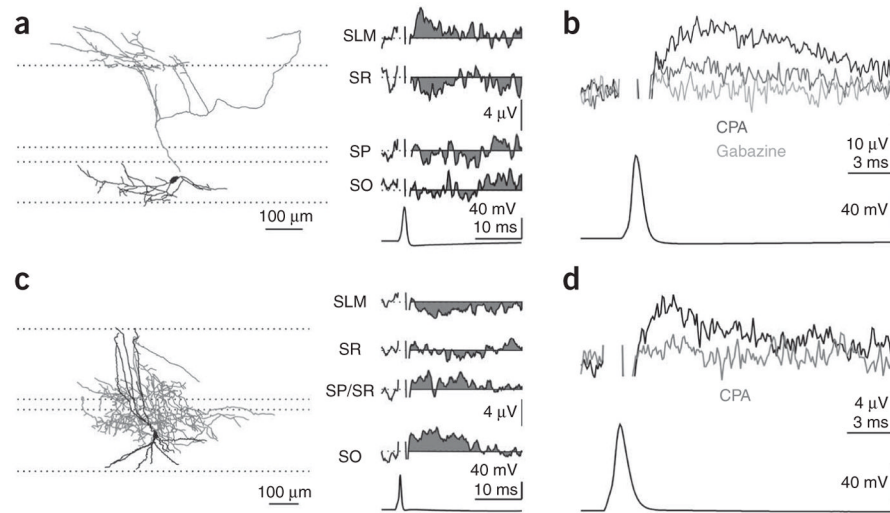 a
SLM
SR
4 µV
SP
SO
40 mV
10 ms
100 µm
b
CPA
Gabazine
10 µV
3 ms
40 mV
c
SLM
SR
SP/SR
4 µV
SO
40 mV
10 ms
100 µm
d
CPA
4 µV
3 ms
40 mV